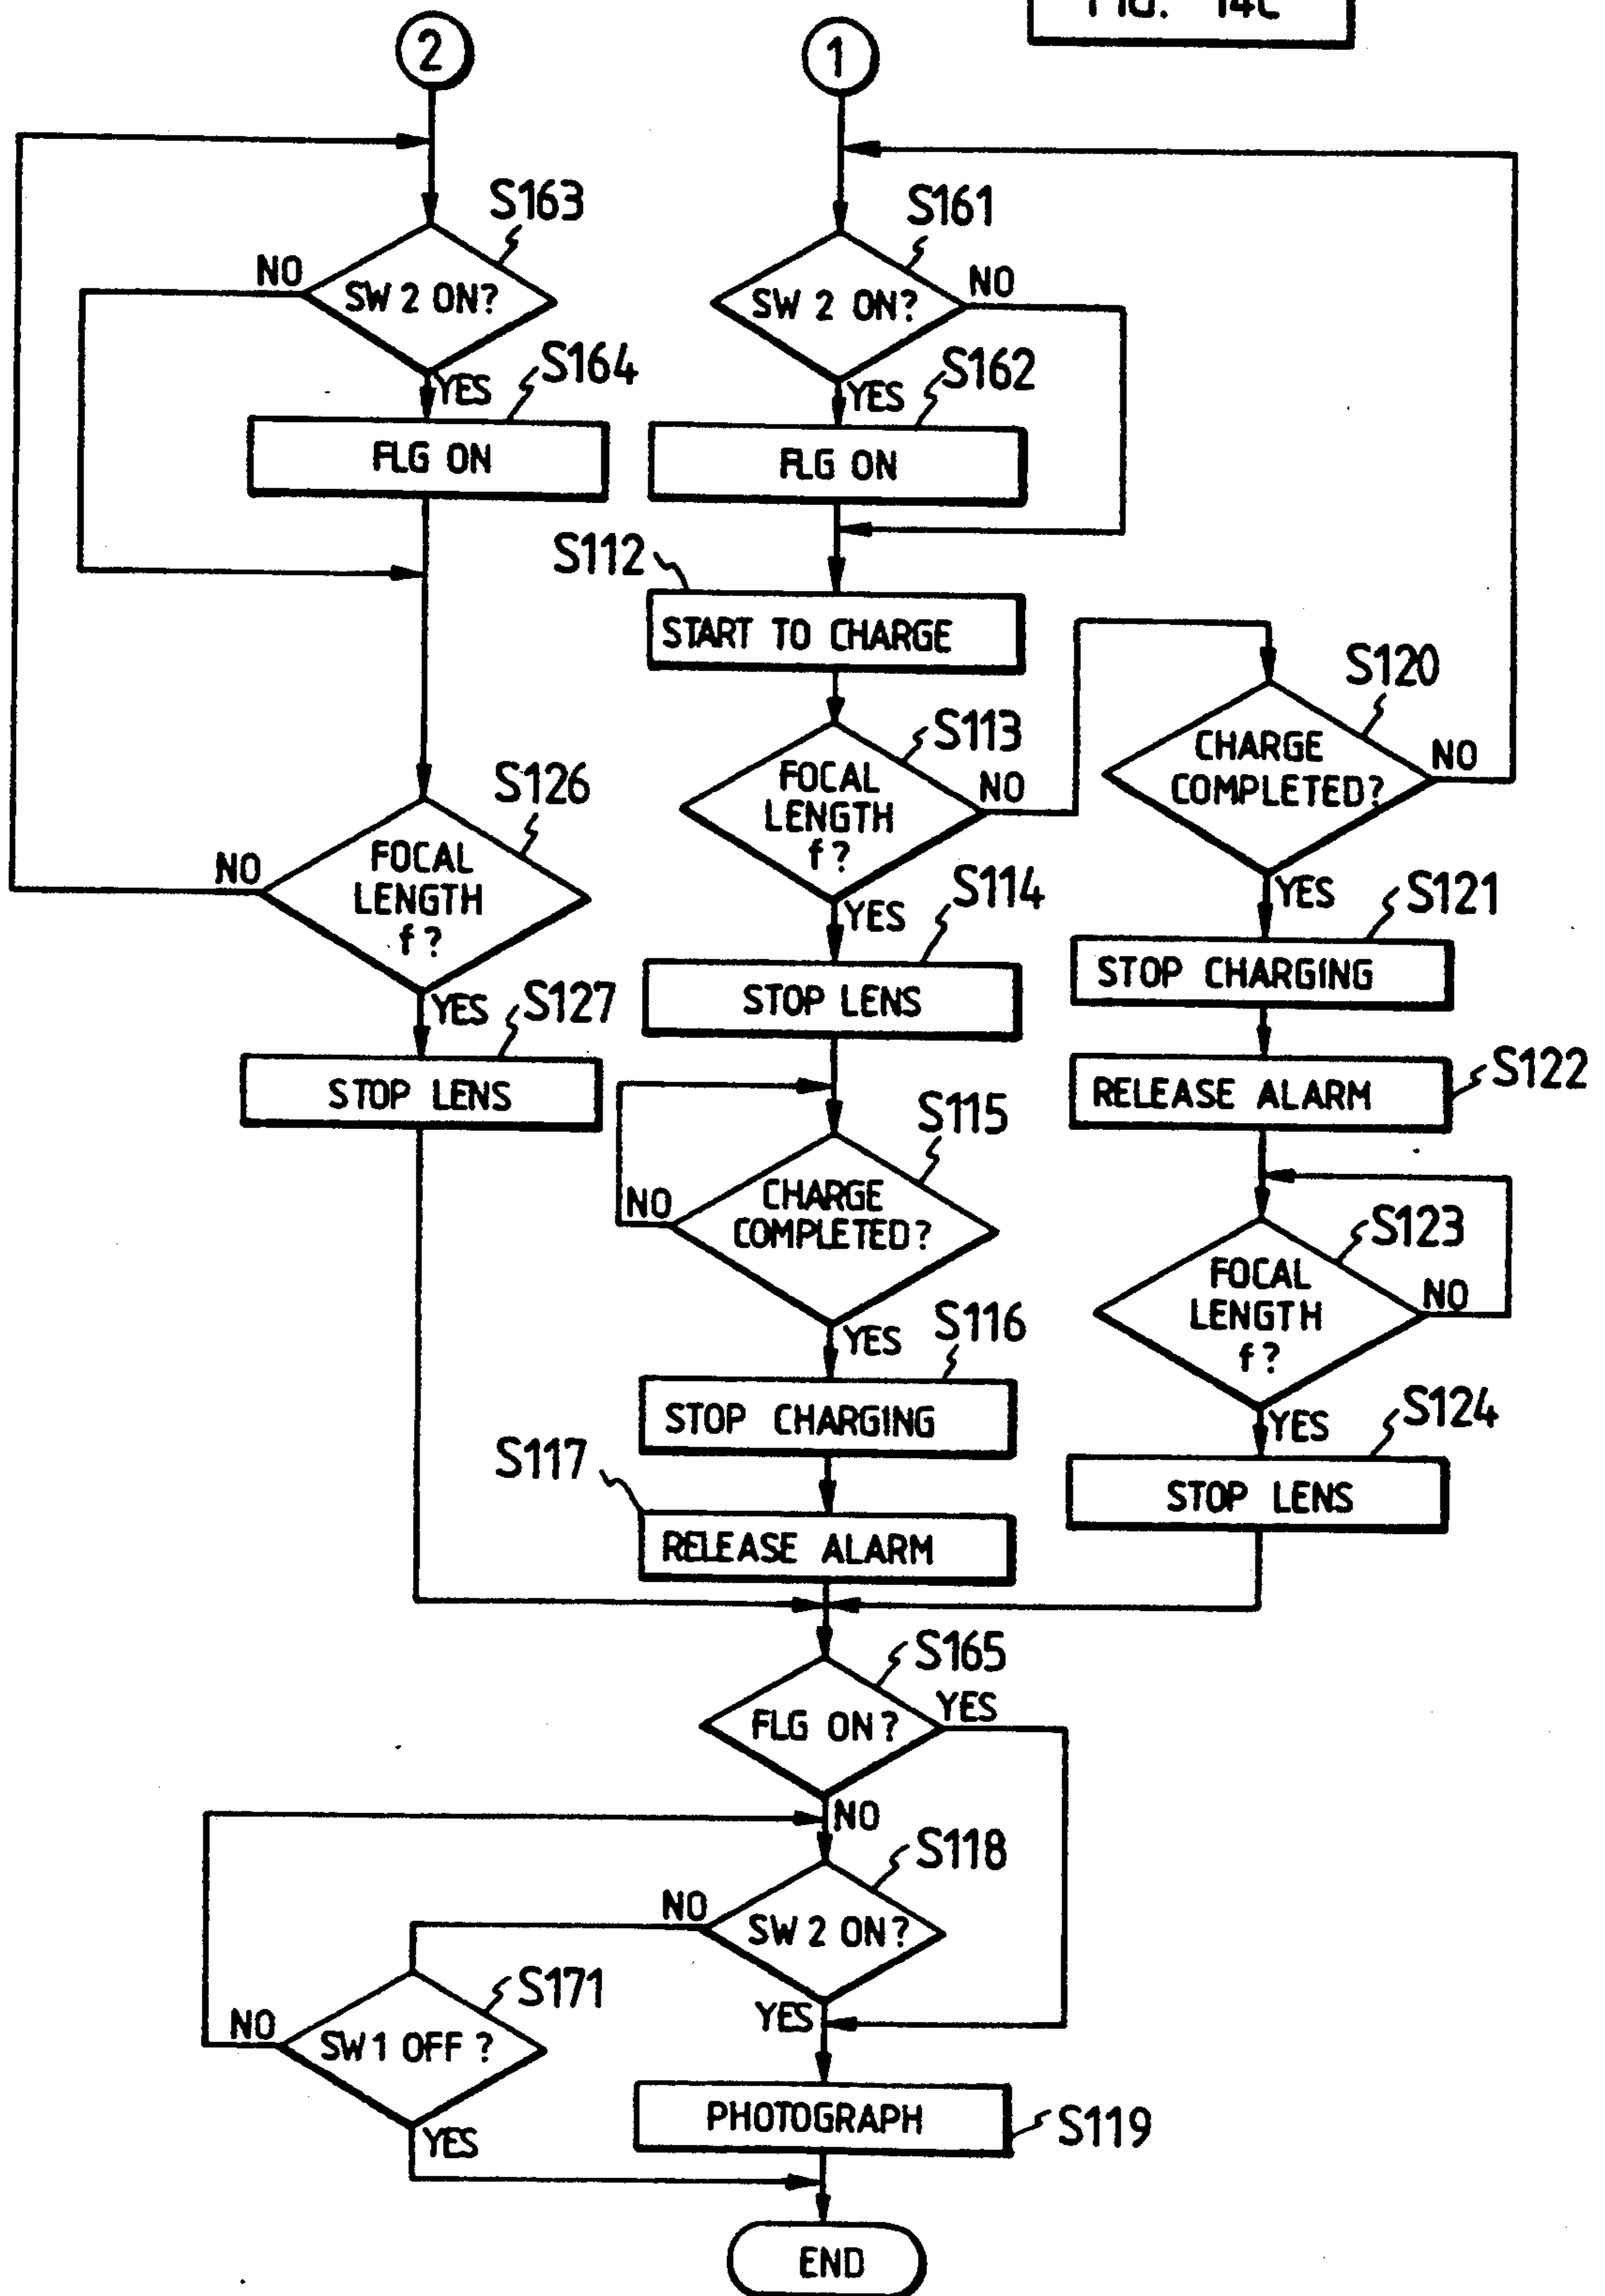 FIG. 14C
2
1
S163
S161
NO
SW 2 ON?
SW 2 ON?
NO
S164
S162
YES
YES
FLG ON
FLG ON
S112
START TO CHARGE
S120
S113
CHARGE
COMPLETED?
NO
S126
FOCAL
LENGTH
f?
NO
NO
FOCAL
LENGTH
f?
S114
YES
S121
YES
STOP CHARGING
YES
S127
STOP LENS
S122
STOP LENS
RELEASE ALARM
S115
NO
CHARGE
COMPLETED?
S123
FOCAL
LENGTH
f?
NO
S116
YES
S124
STOP CHARGING
YES
S117
STOP LENS
RELEASE ALARM
S165
FLG ON?
YES
NO
S118
NO
SW 2 ON?
S171
YES
NO
SW 1 OFF?
PHOTOGRAPH
S119
YES
END